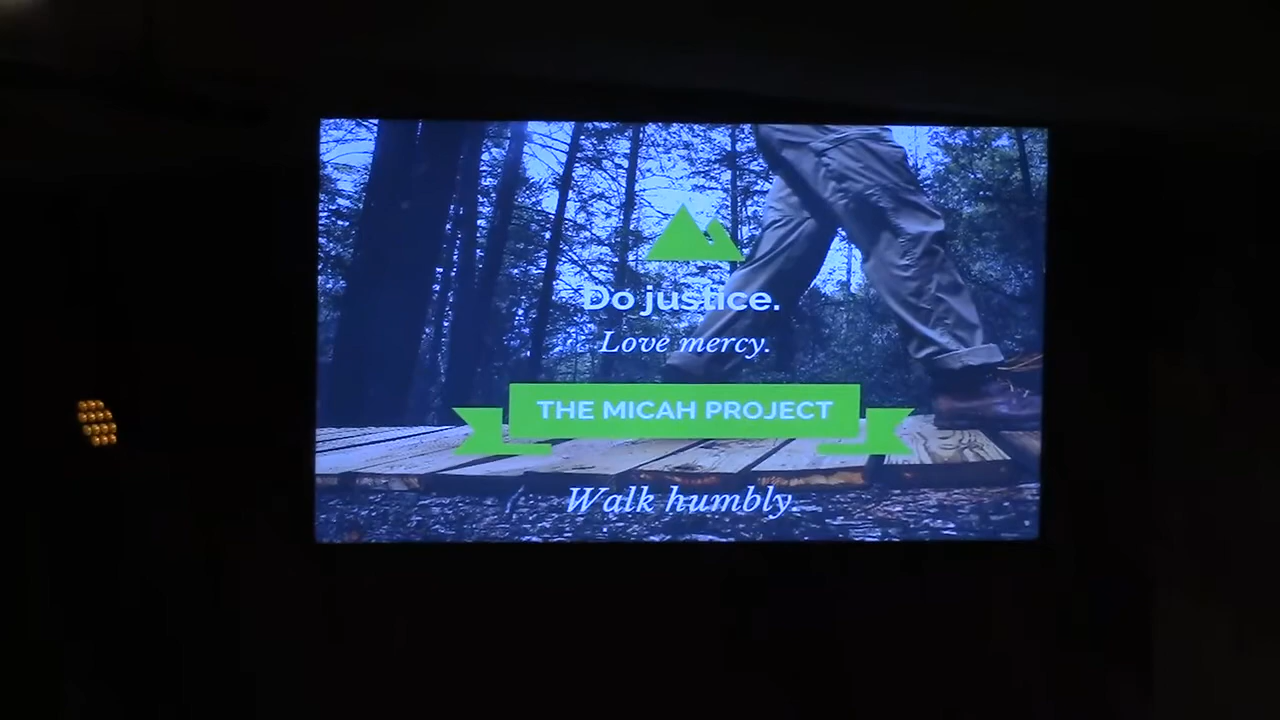 Do justice.
Love mercy.
THE MICAH PROJECT
Walk humbly.